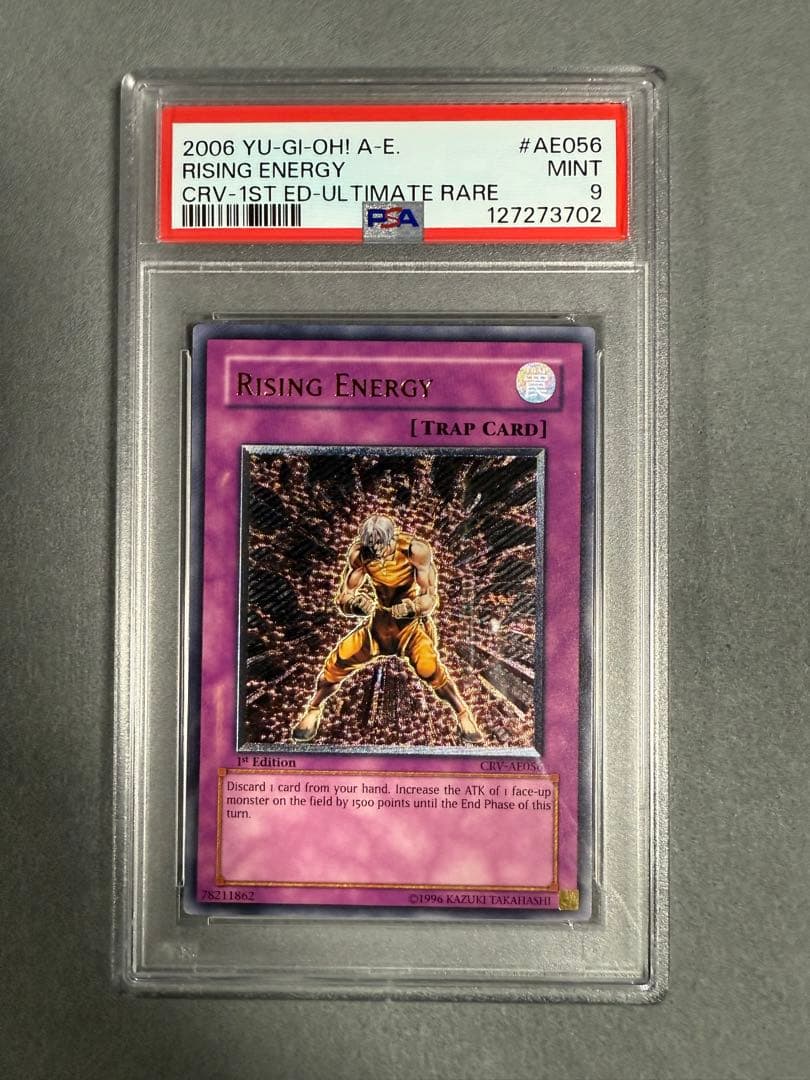 2006 YU-GI-OH! A-E. #AE056
RISING ENERGY MINT
CRV-1ST ED-ULTIMATE RARE 9
PSA 127273702
RISING ENERGY
[TRAP CARD]
1st Edition CRV-AE056
Discard 1 card from your hand. Increase the ATK of 1 face-up
monster on the field by 1500 points until the End Phase of this
turn.
78211862 ©1996 KAZUKI TAKAHASHI